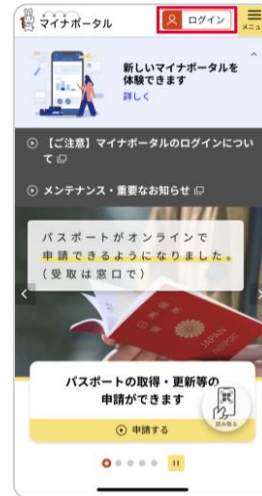 マイナポータル
ログイン
メニュー
新しいマイナポータルを
体験できます
詳しく
【ご注意】マイナポータルのログインについ
て
メンテナンス・重要なお知らせ
パスポートがオンラインで
申請できるようになりました。
(受取は窓口で)
JAPAN
PASSPORT
パスポートの取得・更新等の
申請ができます
読み取る
申請する